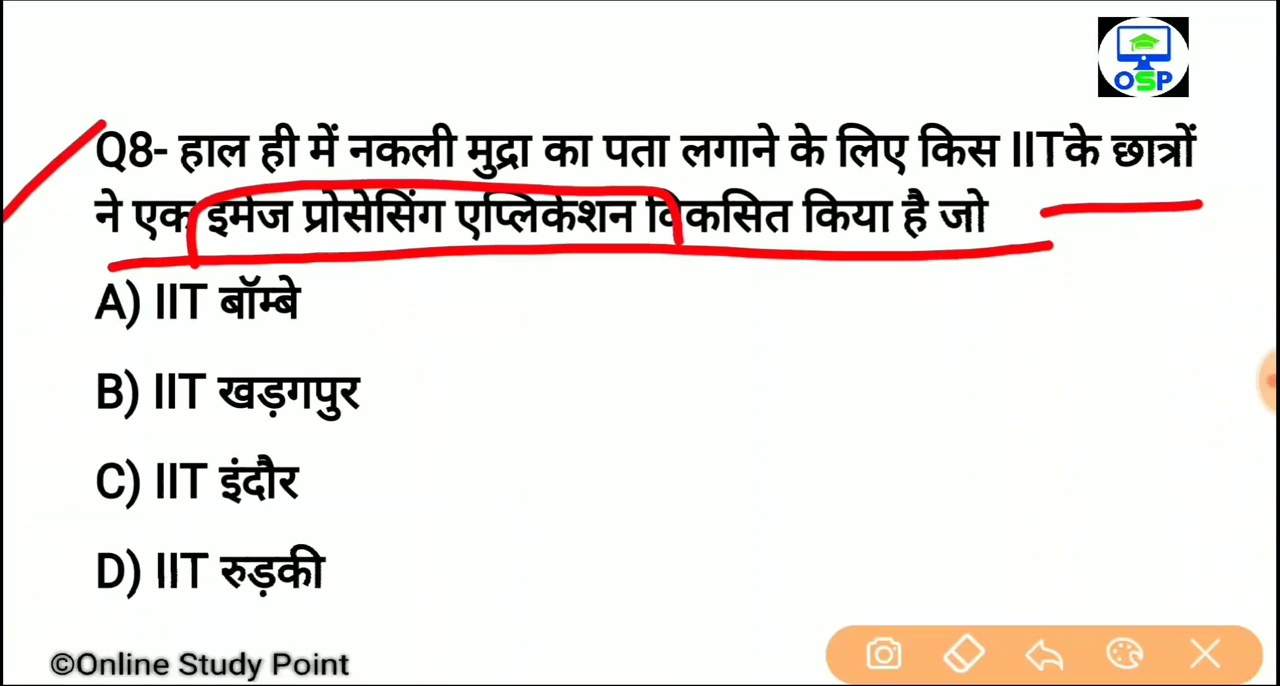 OSP
Q8- हाल ही में नकली मुद्रा का पता लगाने के लिए किस IITके छात्रों
ने एक इमेज प्रोसेसिंग एप्लिकेशन विकसित किया है जो
A) IIT बॉम्बे
B) IIT खड़गपुर
C) IIT इंदौर
D) IIT रुड़की
©Online Study Point